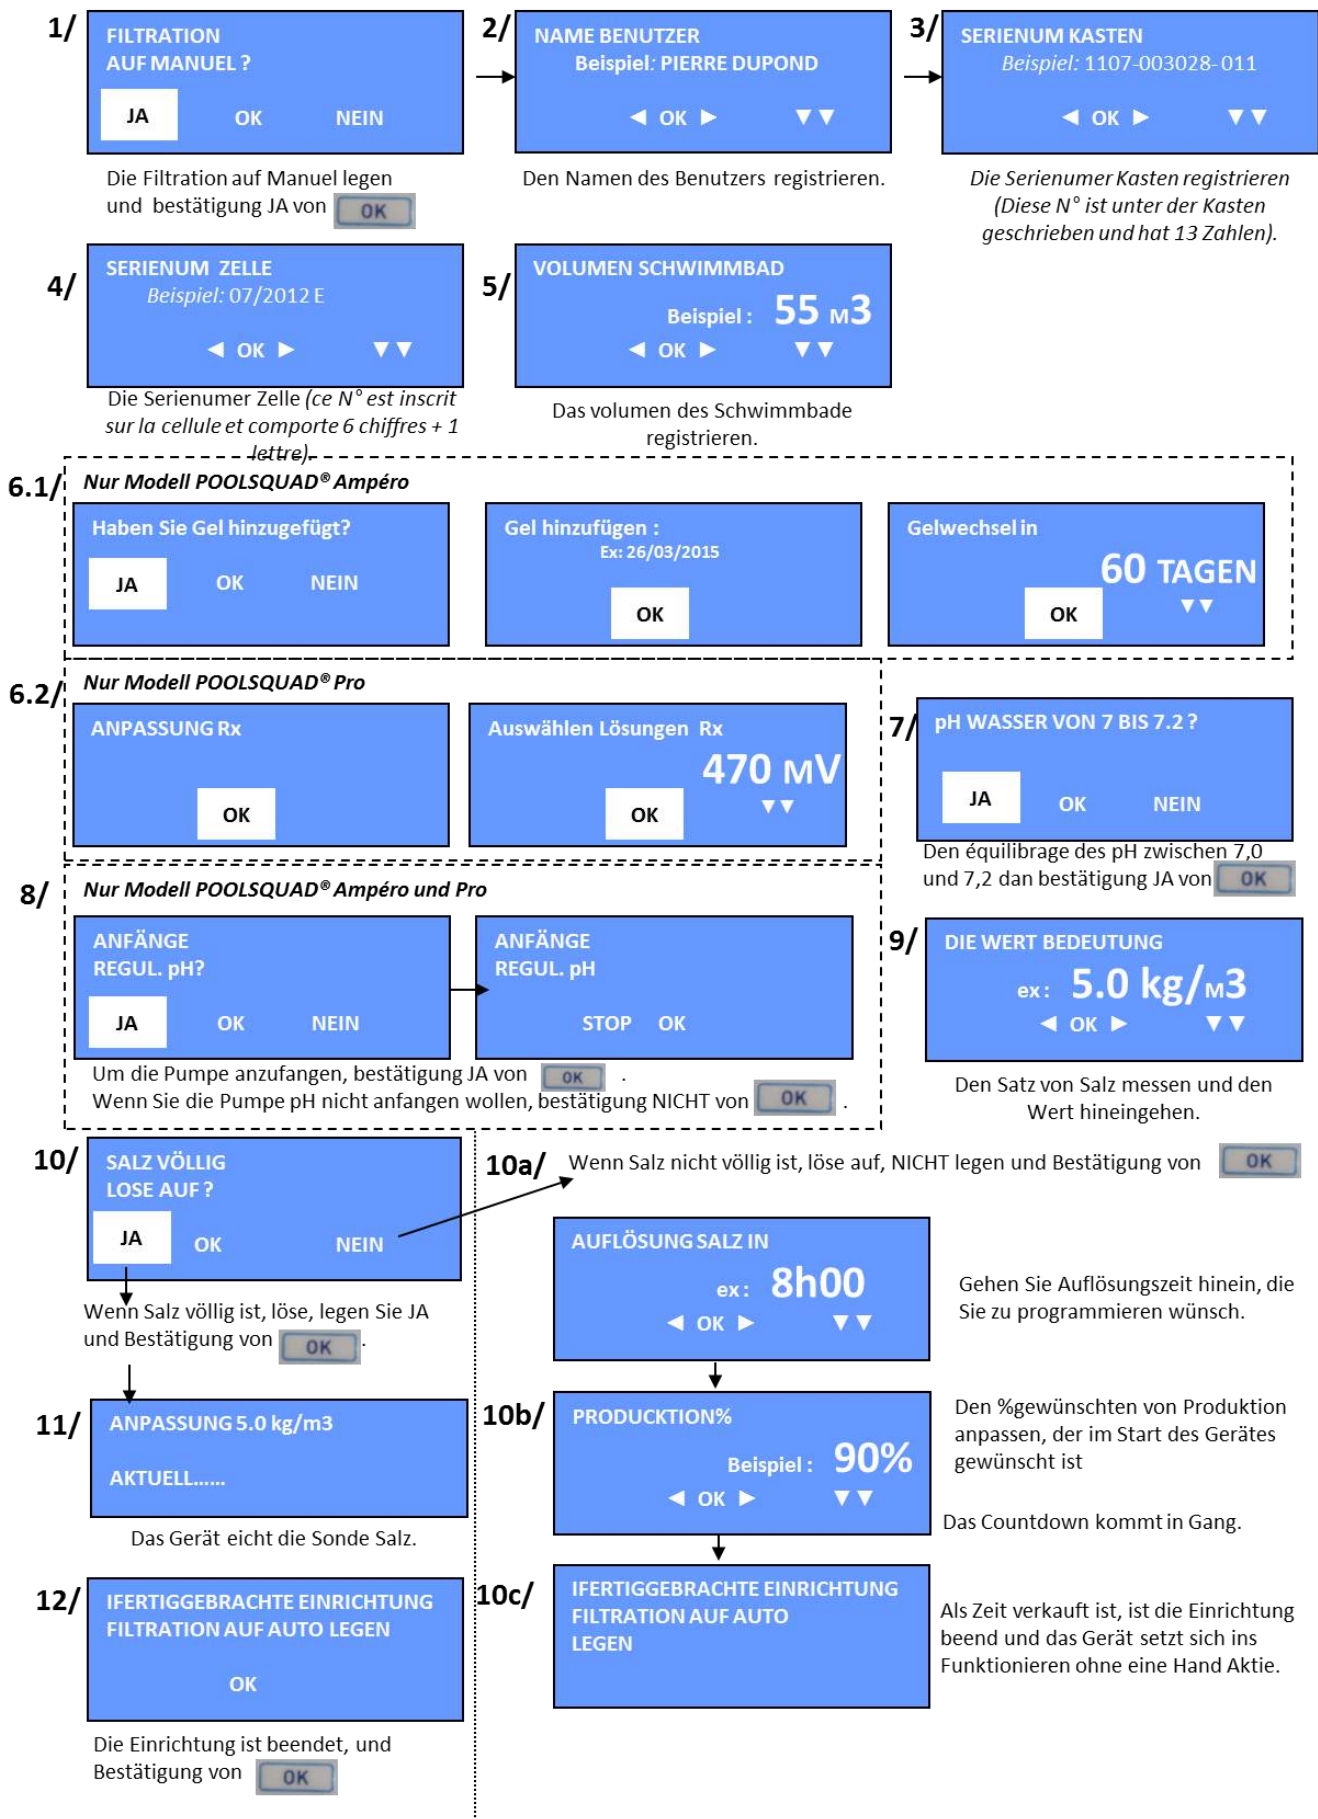 1/
FILTRATION
AUF MANUEL ?
JA OK NEIN
Die Filtration auf Manuel legen
und bestätigung JA von OK
2/
NAME BENUTZER
Beispiel: PIERRE DUPOND
◄ OK ► ▼▼
Den Namen des Benutzers registrieren.
3/
SERIENUM KASTEN
Beispiel: 1107-003028-011
◄ OK ► ▼▼
Die Serienumer Kasten registrieren
(Diese N° ist unter der Kasten
geschrieben und hat 13 Zahlen).
4/
SERIENUM ZELLE
Beispiel: 07/2012 E
◄ OK ► ▼▼
Die Serienumer Zelle (ce N° est inscrit
sur la cellule et comporte 6 chiffres + 1
lettre).
5/
VOLUMEN SCHWIMMBAD
Beispiel : 55 M3
◄ OK ► ▼▼
Das volumen des Schwimmbade
registrieren.
6.1/
Nur Modell POOLSQUAD® Ampéro
Haben Sie Gel hinzugefügt?
JA OK NEIN
Gel hinzufügen :
Ex: 26/03/2015
OK
Gelwechsel in
60 TAGEN
OK ▼▼
6.2/
Nur Modell POOLSQUAD® Pro
ANPASSUNG Rx
OK
Auswählen Lösungen Rx
470 MV
OK ▼▼
7/
pH WASSER VON 7 BIS 7.2 ?
JA OK NEIN
Den équilibrage des pH zwischen 7,0
und 7,2 dan bestätigung JA von OK
8/
Nur Modell POOLSQUAD® Ampéro und Pro
ANFÄNGE
REGUL. pH?
JA OK NEIN
ANFÄNGE
REGUL. pH
STOP OK
Um die Pumpe anzufangen, bestätigung JA von OK .
Wenn Sie die Pumpe pH nicht anfangen wollen, bestätigung NICHT von OK .
9/
DIE WERT BEDEUTUNG
ex : 5.0 kg/M3
◄ OK ► ▼▼
Den Satz von Salz messen und den
Wert hineingehen.
10/
SALZ VÖLLIG
LOSE AUF ?
JA OK NEIN
Wenn Salz völlig ist, löse, legen Sie JA
und Bestätigung von OK .
10a/
Wenn Salz nicht völlig ist, löse auf, NICHT legen und Bestätigung von OK
AUFLÖSUNG SALZ IN
ex : 8h00
◄ OK ► ▼▼
Gehen Sie Auflösungszeit hinein, die
Sie zu programmieren wünsch.
11/
ANPASSUNG 5.0 kg/m3
AKTUELL......
Das Gerät eicht die Sonde Salz.
10b/
PRODUCKTION%
Beispiel : 90%
◄ OK ► ▼▼
Den %gewünschten von Produktion
anpassen, der im Start des Gerätes
gewünscht ist
Das Countdown kommt in Gang.
12/
IFERTIGGEBRACHTE EINRICHTUNG
FILTRATION AUF AUTO LEGEN
OK
Die Einrichtung ist beendet, und
Bestätigung von OK
10c/
IFERTIGGEBRACHTE EINRICHTUNG
FILTRATION AUF AUTO
LEGEN
Als Zeit verkauft ist, ist die Einrichtung
beend und das Gerät setzt sich ins
Funktionieren ohne eine Hand Aktie.